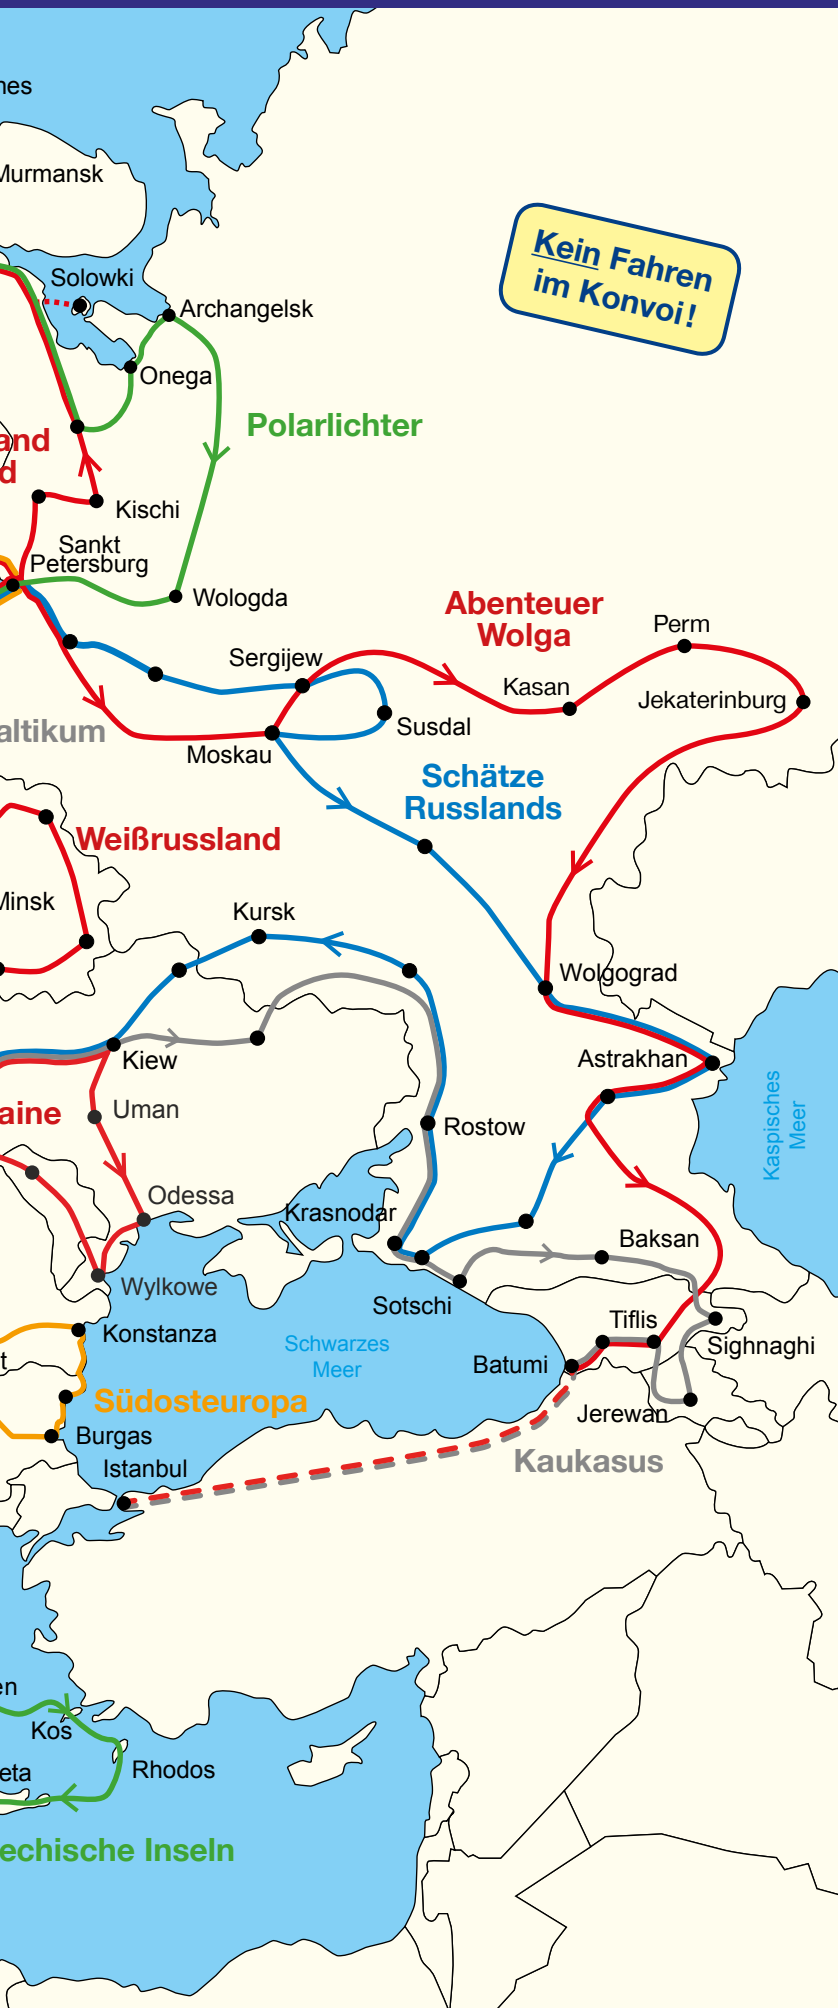 nes
Murmansk
Kein Fahren
im Konvoi!
Solowki
Archangelsk
Onega
Polarlichter
and
d
Kischi
Sankt
Petersburg
Wologda
Abenteuer
Wolga
Perm
Sergijew
Kasan
Jekaterinburg
Susdal
altikum
Moskau
Schätze
Russlands
Weißrussland
Minsk
Kursk
Wolgograd
Kiew
Astrakhan
Kaspisches
Meer
Uman
aine
Rostow
Odessa
Krasnodar
Baksan
Wylkowe
Sotschi
Tiflis
Konstanza
Schwarzes
Meer
Sighnaghi
t
Batumi
Südosteuropa
Jerewan
Burgas
Kaukasus
Istanbul
en
Kos
Rhodos
eta
echische Inseln